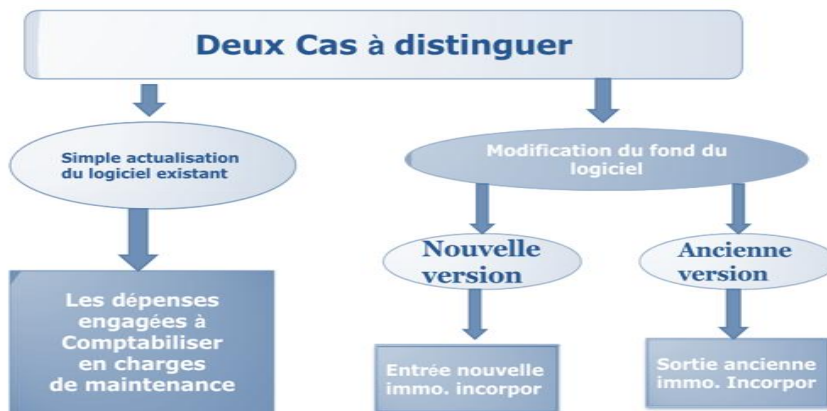 Deux Cas à distinguer
Simple actualisation
du logiciel existant
Modification du fond du
logiciel
Nouvelle
version
Ancienne
version
Les dépenses
engagées à
Comptabiliser
en charges
de maintenance
Entrée nouvelle
immo. incorpor
Sortie ancienne
immo. Incorpor